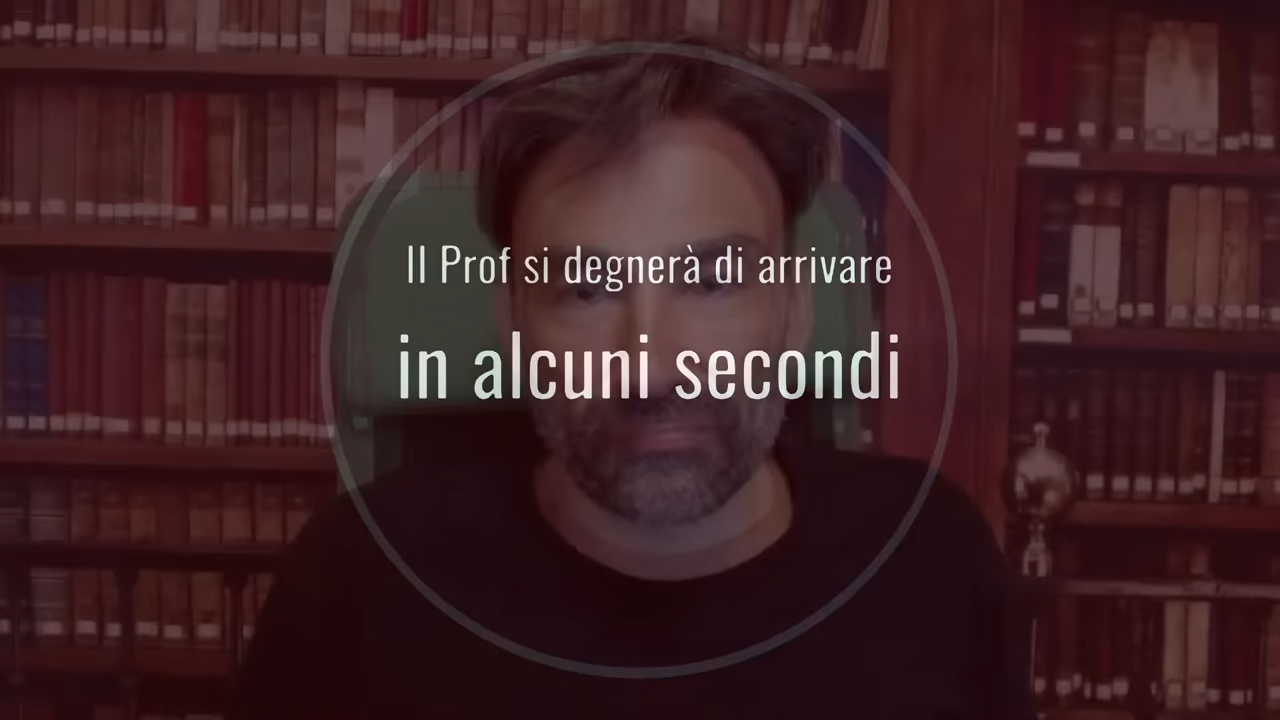 Il Prof si degnerà di arrivare
in alcuni secondi